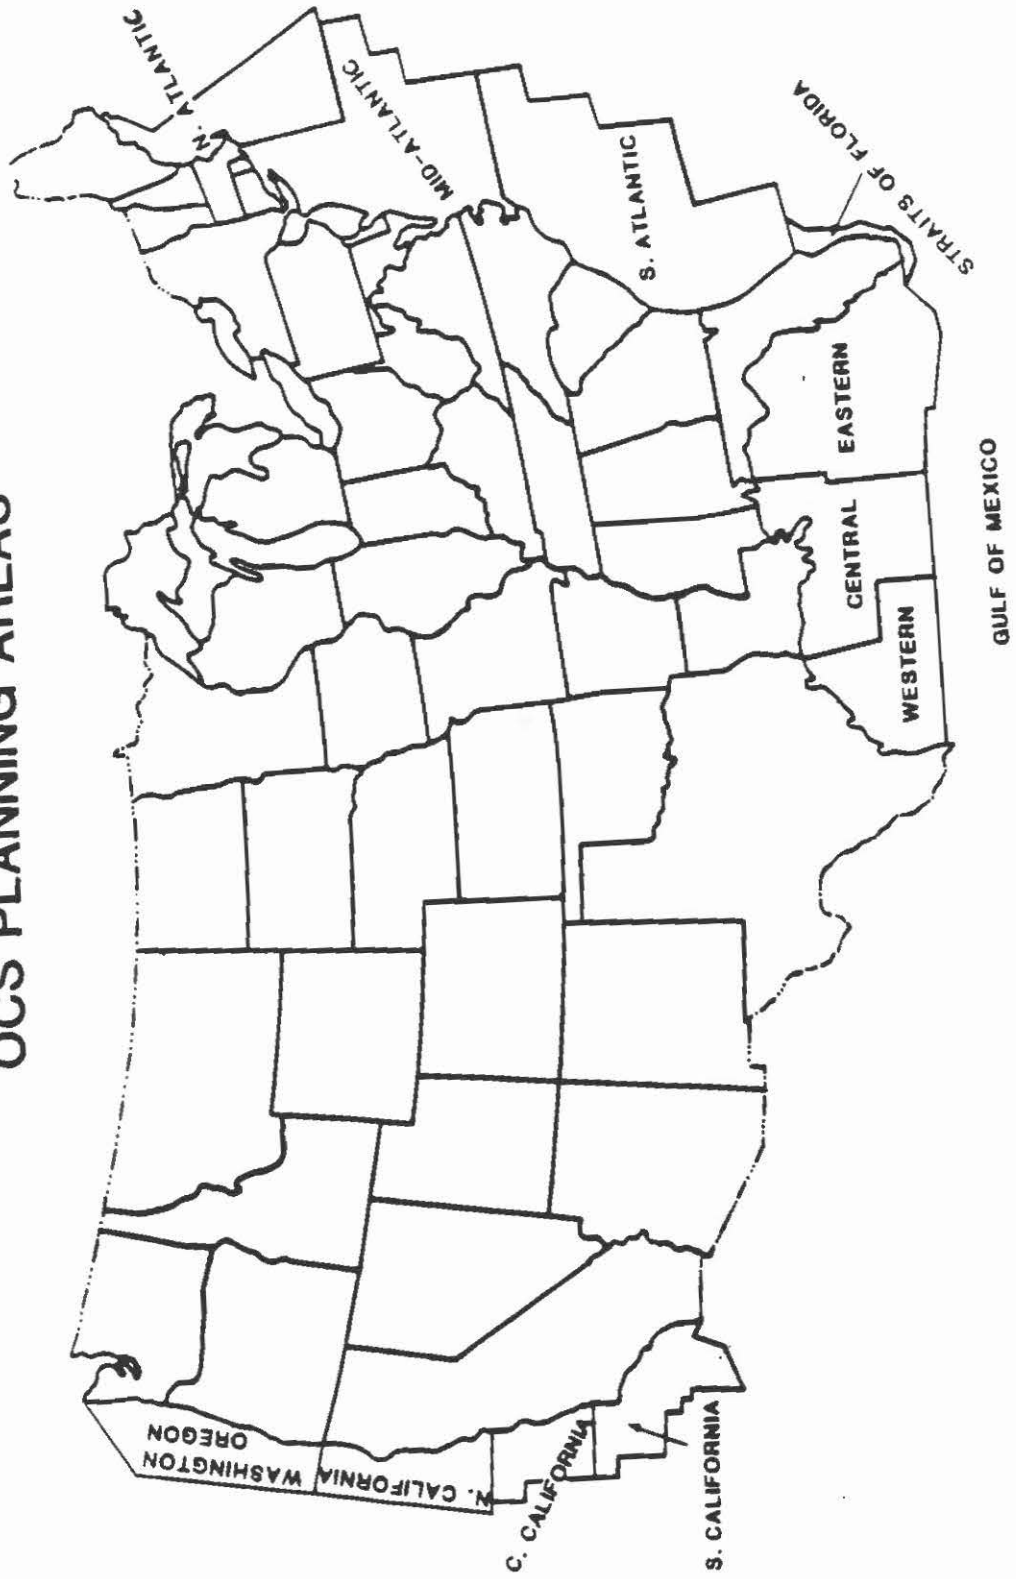 OCS PLANNING AREAS
WASHINGTON
OREGON
N. CALIFORNIA
C. CALIFORNIA
S. CALIFORNIA
N. ATLANTIC
MID-ATLANTIC
S. ATLANTIC
STRAITS OF FLORIDA
WESTERN
CENTRAL
EASTERN
GULF OF MEXICO